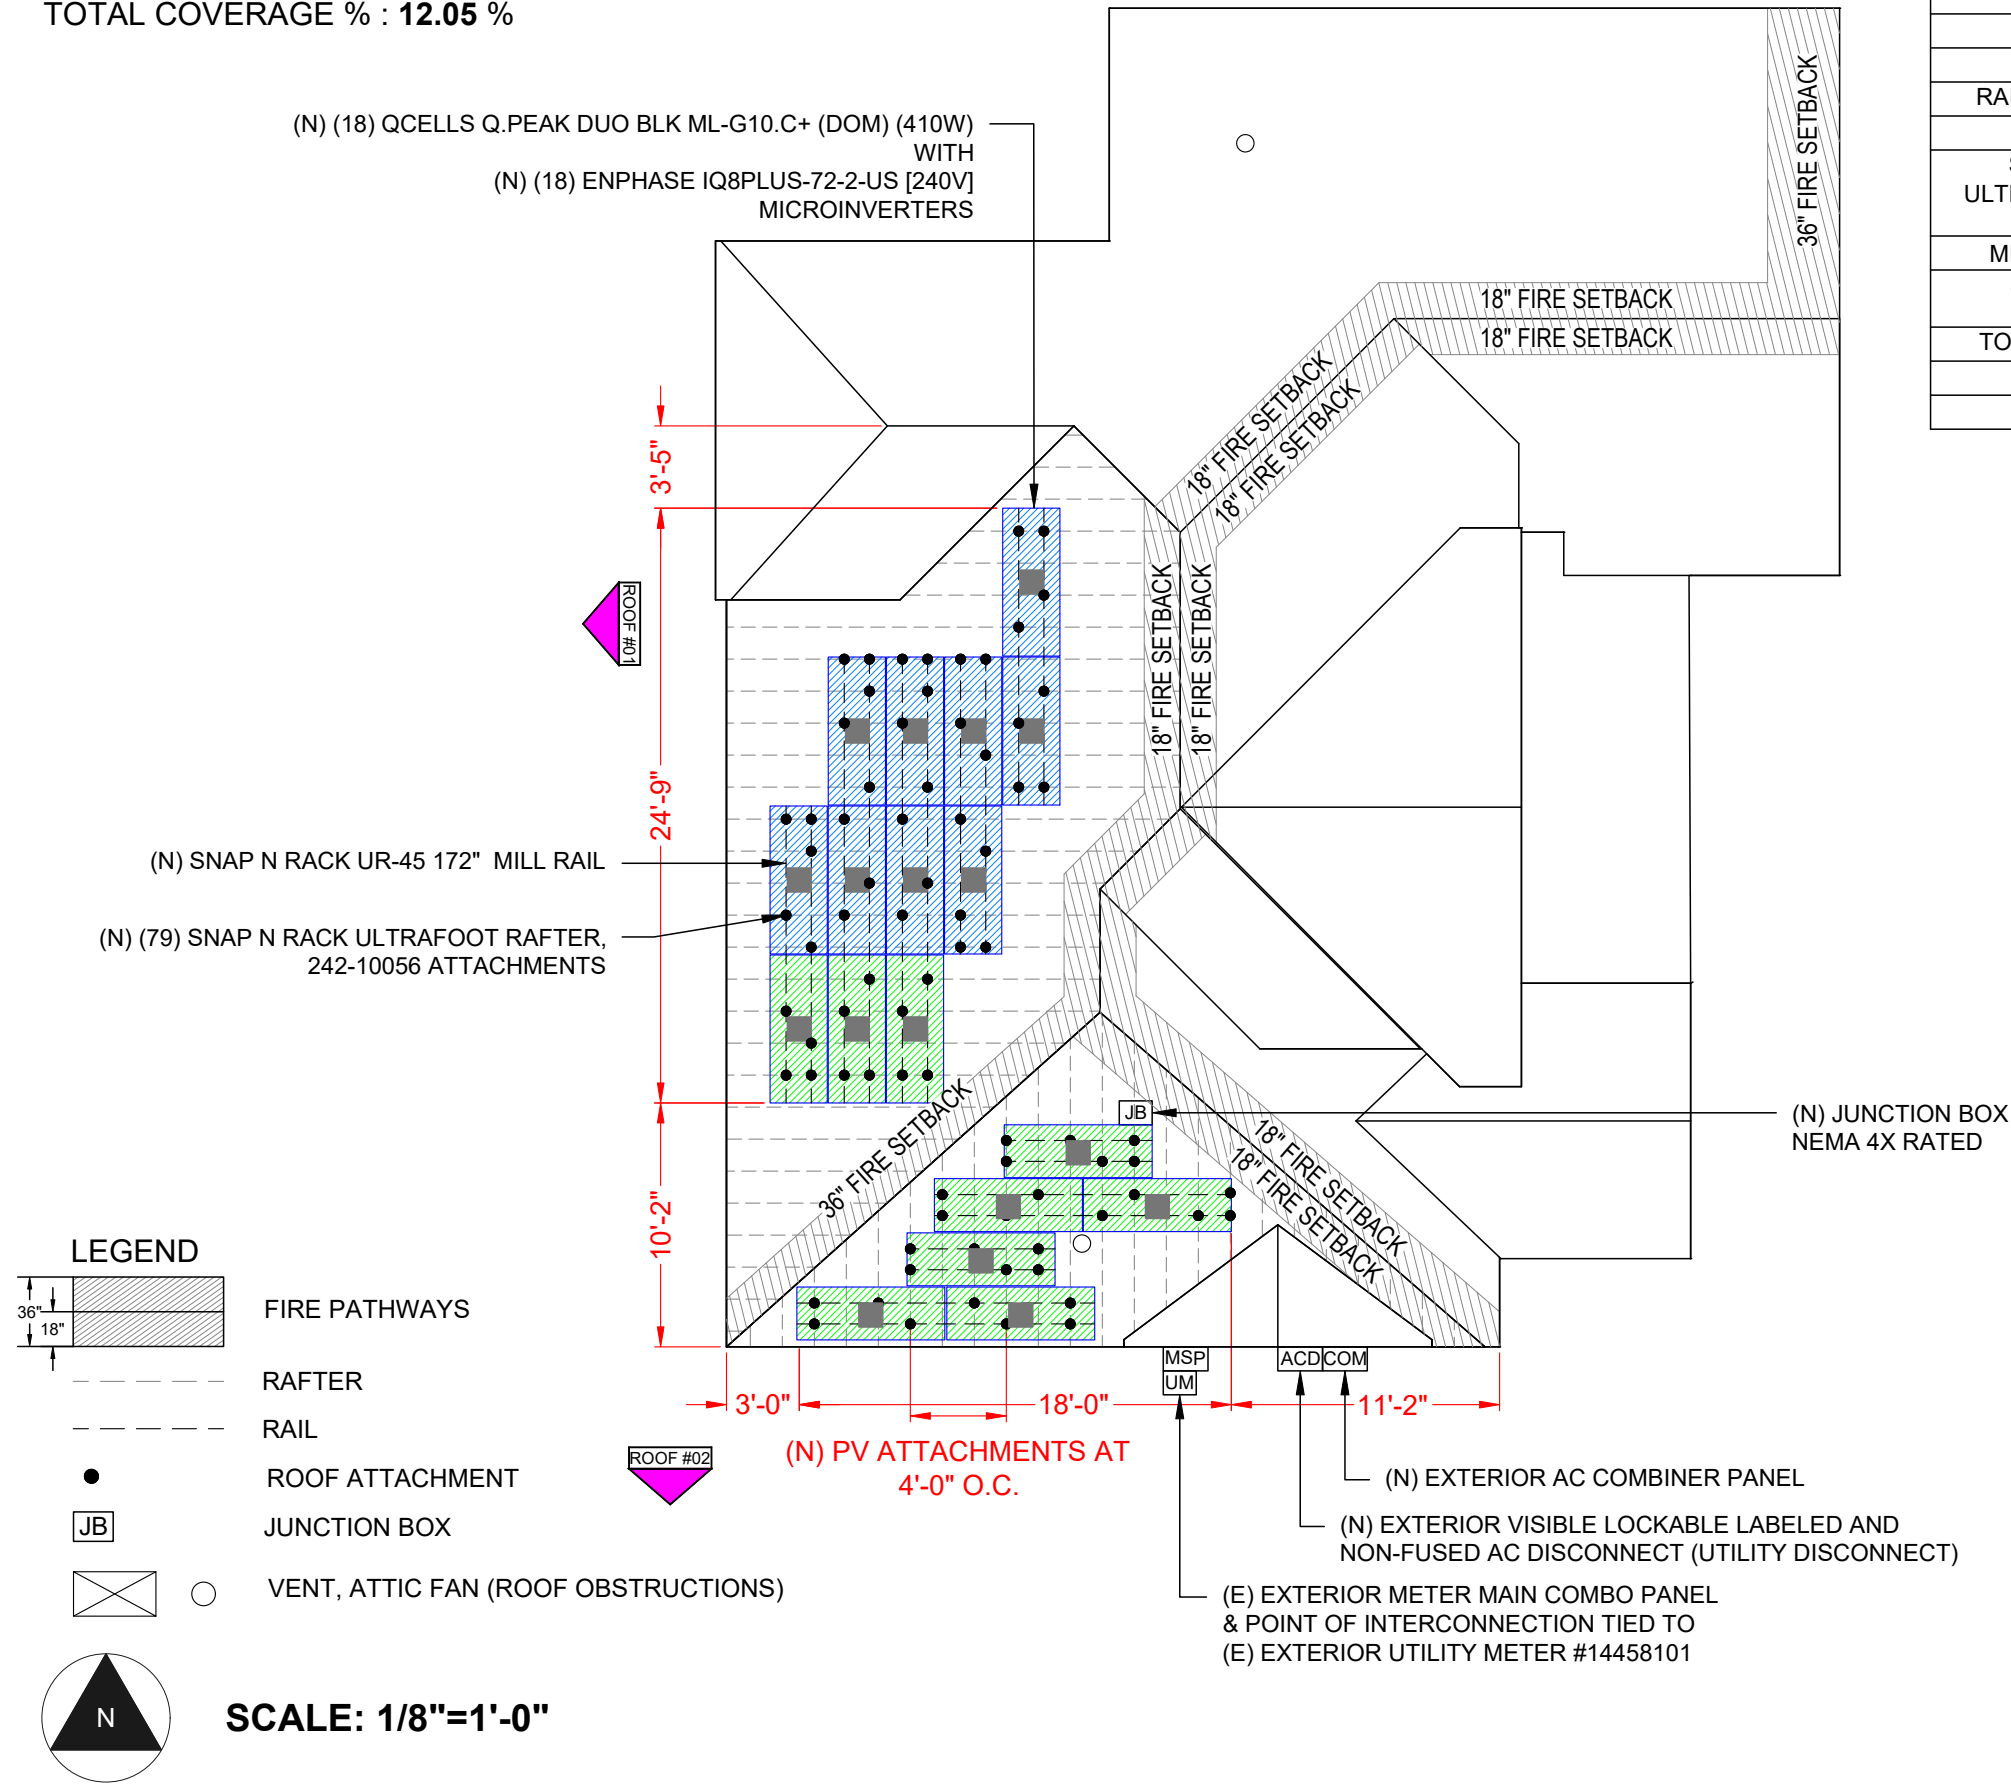 TOTAL COVERAGE % : 12.05 %
(N) (18) QCELLS Q.PEAK DUO BLK ML-G10.C+ (DOM) (410W)
WITH
(N) (18) ENPHASE IQ8PLUS-72-2-US [240V]
MICROINVERTERS
36" FIRE SETBACK
18" FIRE SETBACK
18" FIRE SETBACK
18" FIRE SETBACK
18" FIRE SETBACK
18" FIRE SETBACK
18" FIRE SETBACK
3'-5"
ROOF #01
24'-9"
(N) SNAP N RACK UR-45 172" MILL RAIL
(N) (79) SNAP N RACK ULTRAFOOT RAFTER,
242-10056 ATTACHMENTS
36" FIRE SETBACK
JB
(N) JUNCTION BOX
NEMA 4X RATED
18" FIRE SETBACK
18" FIRE SETBACK
10'-2"
MSP
UM
ACD
COM
3'-0"
18'-0"
11'-2"
(N) PV ATTACHMENTS AT
4'-0" O.C.
ROOF #02
(N) EXTERIOR AC COMBINER PANEL
(N) EXTERIOR VISIBLE LOCKABLE LABELED AND
NON-FUSED AC DISCONNECT (UTILITY DISCONNECT)
(E) EXTERIOR METER MAIN COMBO PANEL
& POINT OF INTERCONNECTION TIED TO
(E) EXTERIOR UTILITY METER #14458101
LEGEND
36"
18"
FIRE PATHWAYS
RAFTER
RAIL
ROOF ATTACHMENT
JB
JUNCTION BOX
VENT, ATTIC FAN (ROOF OBSTRUCTIONS)
N
SCALE: 1/8"=1'-0"